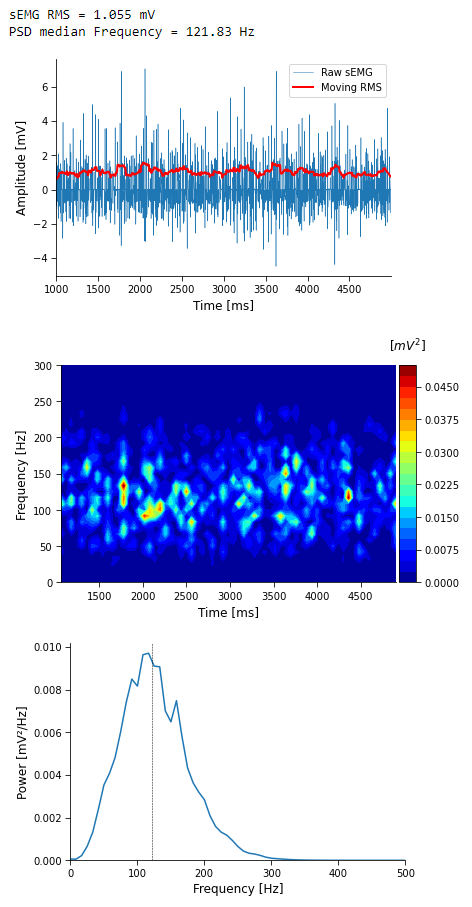 sEMG RMS = 1.055 mV
PSD median Frequency = 121.83 Hz
Raw sEMG
Moving RMS
6
4
2
0
−2
−4
Amplitude [mV]
1000 1500 2000 2500 3000 3500 4000 4500
Time [ms]
[mV²]
300
250
200
150
100
50
0
Frequency [Hz]
0.0450
0.0375
0.0300
0.0225
0.0150
0.0075
0.0000
1500 2000 2500 3000 3500 4000 4500
Time [ms]
0.010
0.008
0.006
0.004
0.002
0.000
Power [mV²/Hz]
0 100 200 300 400 500
Frequency [Hz]